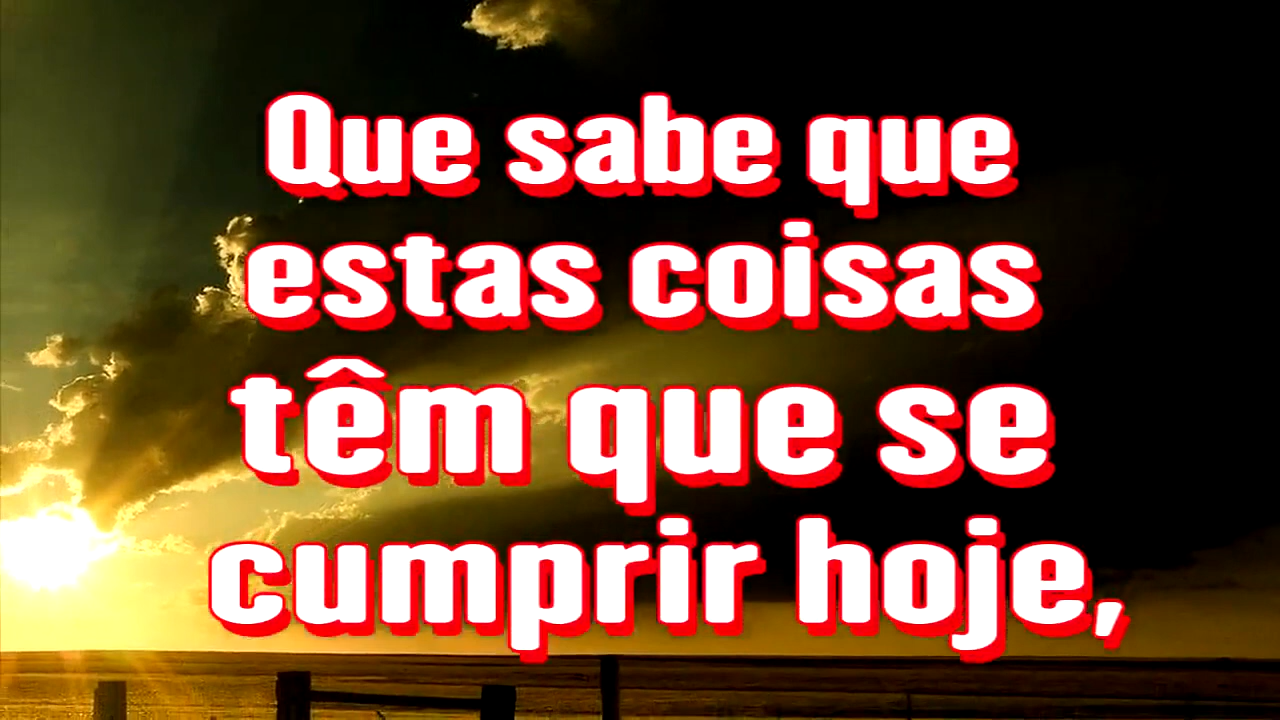 Que sabe que
estas coisas
têm que se
cumprir hoje,